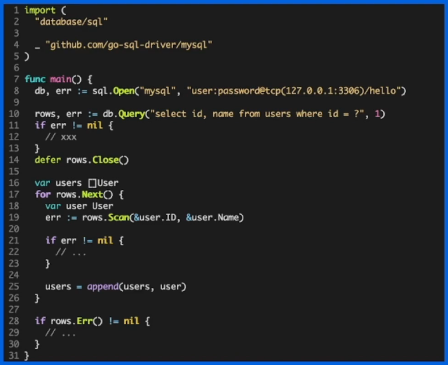 1 import (
2 "database/sql"
3
4 _ "github.com/go-sql-driver/mysql"
5 )
6
7 func main() {
8 db, err := sql.Open("mysql", "user:password@tcp(127.0.0.1:3306)/hello")
9
10 rows, err := db.Query("select id, name from users where id = ?", 1)
11 if err != nil {
12 // xxx
13 }
14 defer rows.Close()
15
16 var users []User
17 for rows.Next() {
18 var user User
19 err := rows.Scan(&user.ID, &user.Name)
20
21 if err != nil {
22 // ...
23 }
24
25 users = append(users, user)
26 }
27
28 if rows.Err() != nil {
29 // ...
30 }
31 }